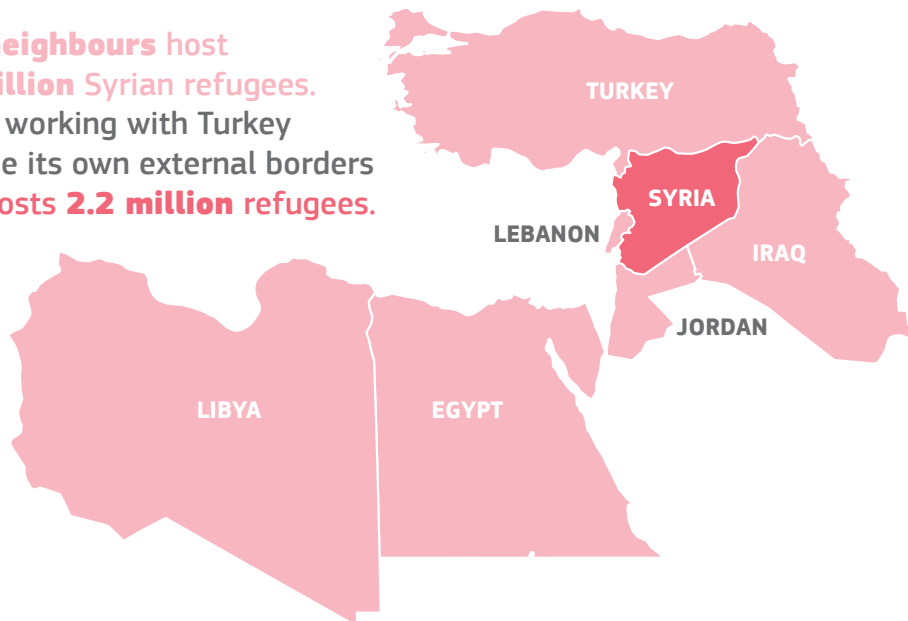 neighbours host
illion Syrian refugees.
working with Turkey
e its own external borders
osts 2.2 million refugees.
TURKEY
SYRIA
LEBANON
IRAQ
JORDAN
LIBYA
EGYPT